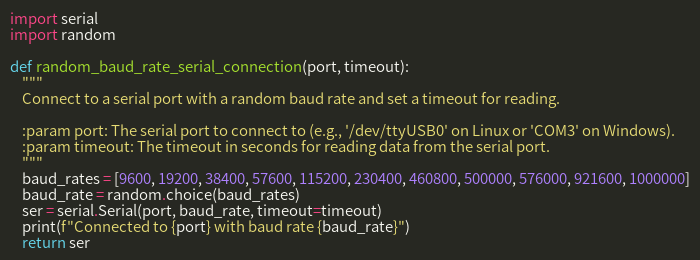 import serial
import random

def random_baud_rate_serial_connection(port, timeout):
    """
    Connect to a serial port with a random baud rate and set a timeout for reading.

    :param port: The serial port to connect to (e.g., '/dev/ttyUSB0' on Linux or 'COM3' on Windows).
    :param timeout: The timeout in seconds for reading data from the serial port.
    """
    baud_rates = [9600, 19200, 38400, 57600, 115200, 230400, 460800, 500000, 576000, 921600, 1000000]
    baud_rate = random.choice(baud_rates)
    ser = serial.Serial(port, baud_rate, timeout=timeout)
    print(f"Connected to {port} with baud rate {baud_rate}")
    return ser